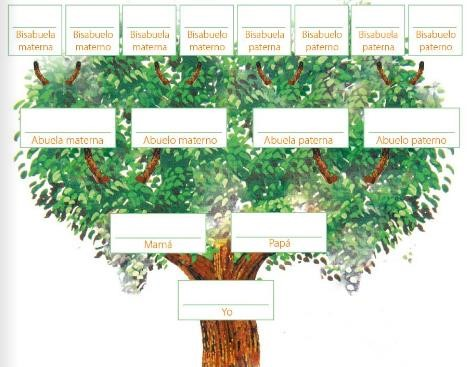 Bisabuela materna
Bisabuelo materno
Bisabuela materna
Bisabuelo materno
Bisabuela paterna
Bisabuelo paterno
Bisabuela paterna
Bisabuelo paterno
Abuela materna
Abuelo materno
Abuela paterna
Abuelo paterno
Mamá
Papá
Yo